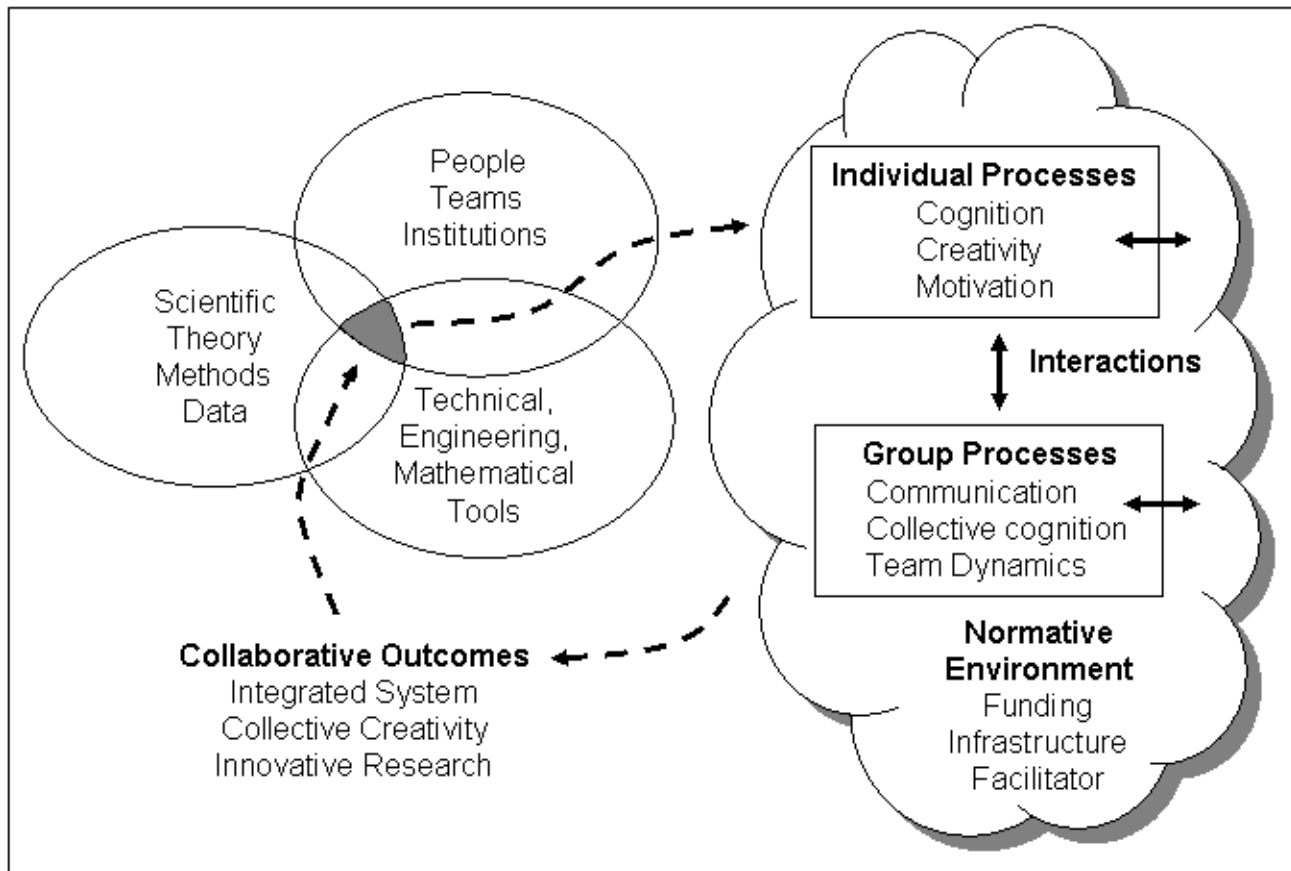 People
Teams
Institutions
Scientific
Theory
Methods
Data
Technical,
Engineering,
Mathematical
Tools
Individual Processes
Cognition
Creativity
Motivation
Interactions
Group Processes
Communication
Collective cognition
Team Dynamics
Normative
Environment
Funding
Infrastructure
Facilitator
Collaborative Outcomes
Integrated System
Collective Creativity
Innovative Research